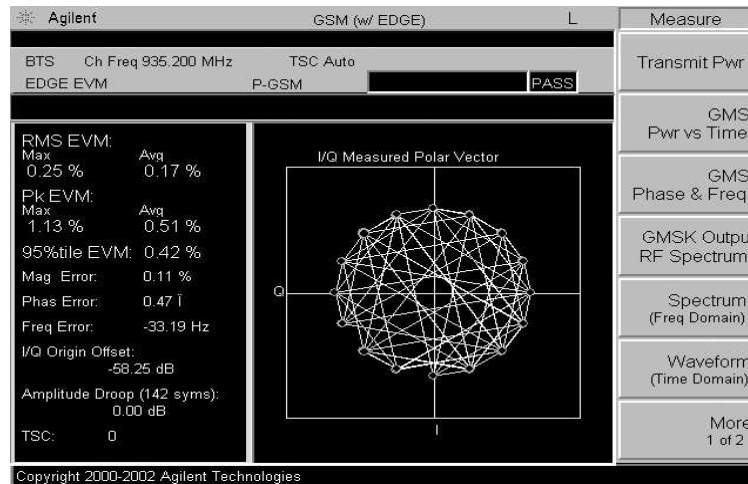 Agilent GSM (w/ EDGE) L Measure
BTS Ch Freq 935.200 MHz TSC Auto
EDGE EVM P-GSM PASS
Transmit Pwr
GMS
Pwr vs Time
GMS
Phase & Freq
GMSK Outpu
RF Spectrum
Spectrum
(Freq Domain)
Waveform
(Time Domain)
More
1 of 2
RMS EVM:
Max Avg
0.25 % 0.17 %
Pk EVM:
Max Avg
1.13 % 0.51 %
95%tile EVM: 0.42 %
Mag Error: 0.11 %
Phas Error: 0.47 Ï
Freq Error: -33.19 Hz
I/Q Origin Offset:
-58.25 dB
Amplitude Droop (142 syms):
0.00 dB
TSC: 0
I/Q Measured Polar Vector
Q
I
Copyright 2000-2002 Agilent Technologies